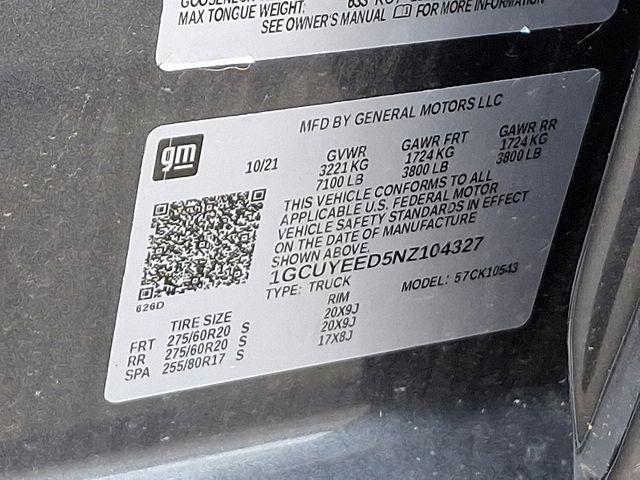 MAX TONGUE WEIGHT:
SEE OWNER'S MANUAL FOR MORE INFORMATION
MFD BY GENERAL MOTORS LLC
gm
10/21
GVWR GAWR FRT GAWR RR
3221 KG 1724 KG 1724 KG
7100 LB 3800 LB 3800 LB
THIS VEHICLE CONFORMS TO ALL
APPLICABLE U.S. FEDERAL MOTOR
VEHICLE SAFETY STANDARDS IN EFFECT
ON THE DATE OF MANUFACTURE
SHOWN ABOVE.
1GCUYEED5NZ104327
TYPE: TRUCK MODEL: 57CK10543
626D
TIRE SIZE RIM
FRT 275/60R20 S 20X9J
RR 275/60R20 S 20X9J
SPA 255/80R17 S 17X8J